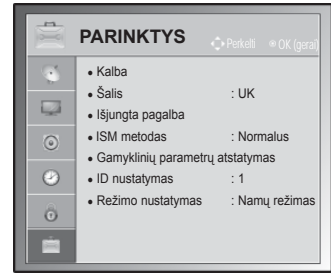 PARINKTYS
Perkelti OK (gerai)
• Kalba
• Šalis : UK
• Išjungta pagalba
• ISM metodas : Normalus
• Gamyklinių parametrų atstatymas
• ID nustatymas : 1
• Režimo nustatymas : Namų režimas